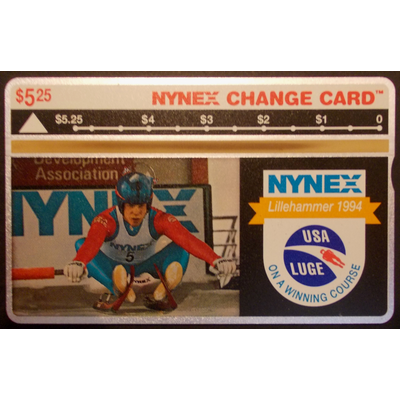 $5.25
NYNEX CHANGE CARD™
$5.25 $4 $3 $2 $1 0
Development
Association
NYNEX
NYNEX
5
NYNEX
Lillehammer 1994
USA
LUGE
ON A WINNING COURSE